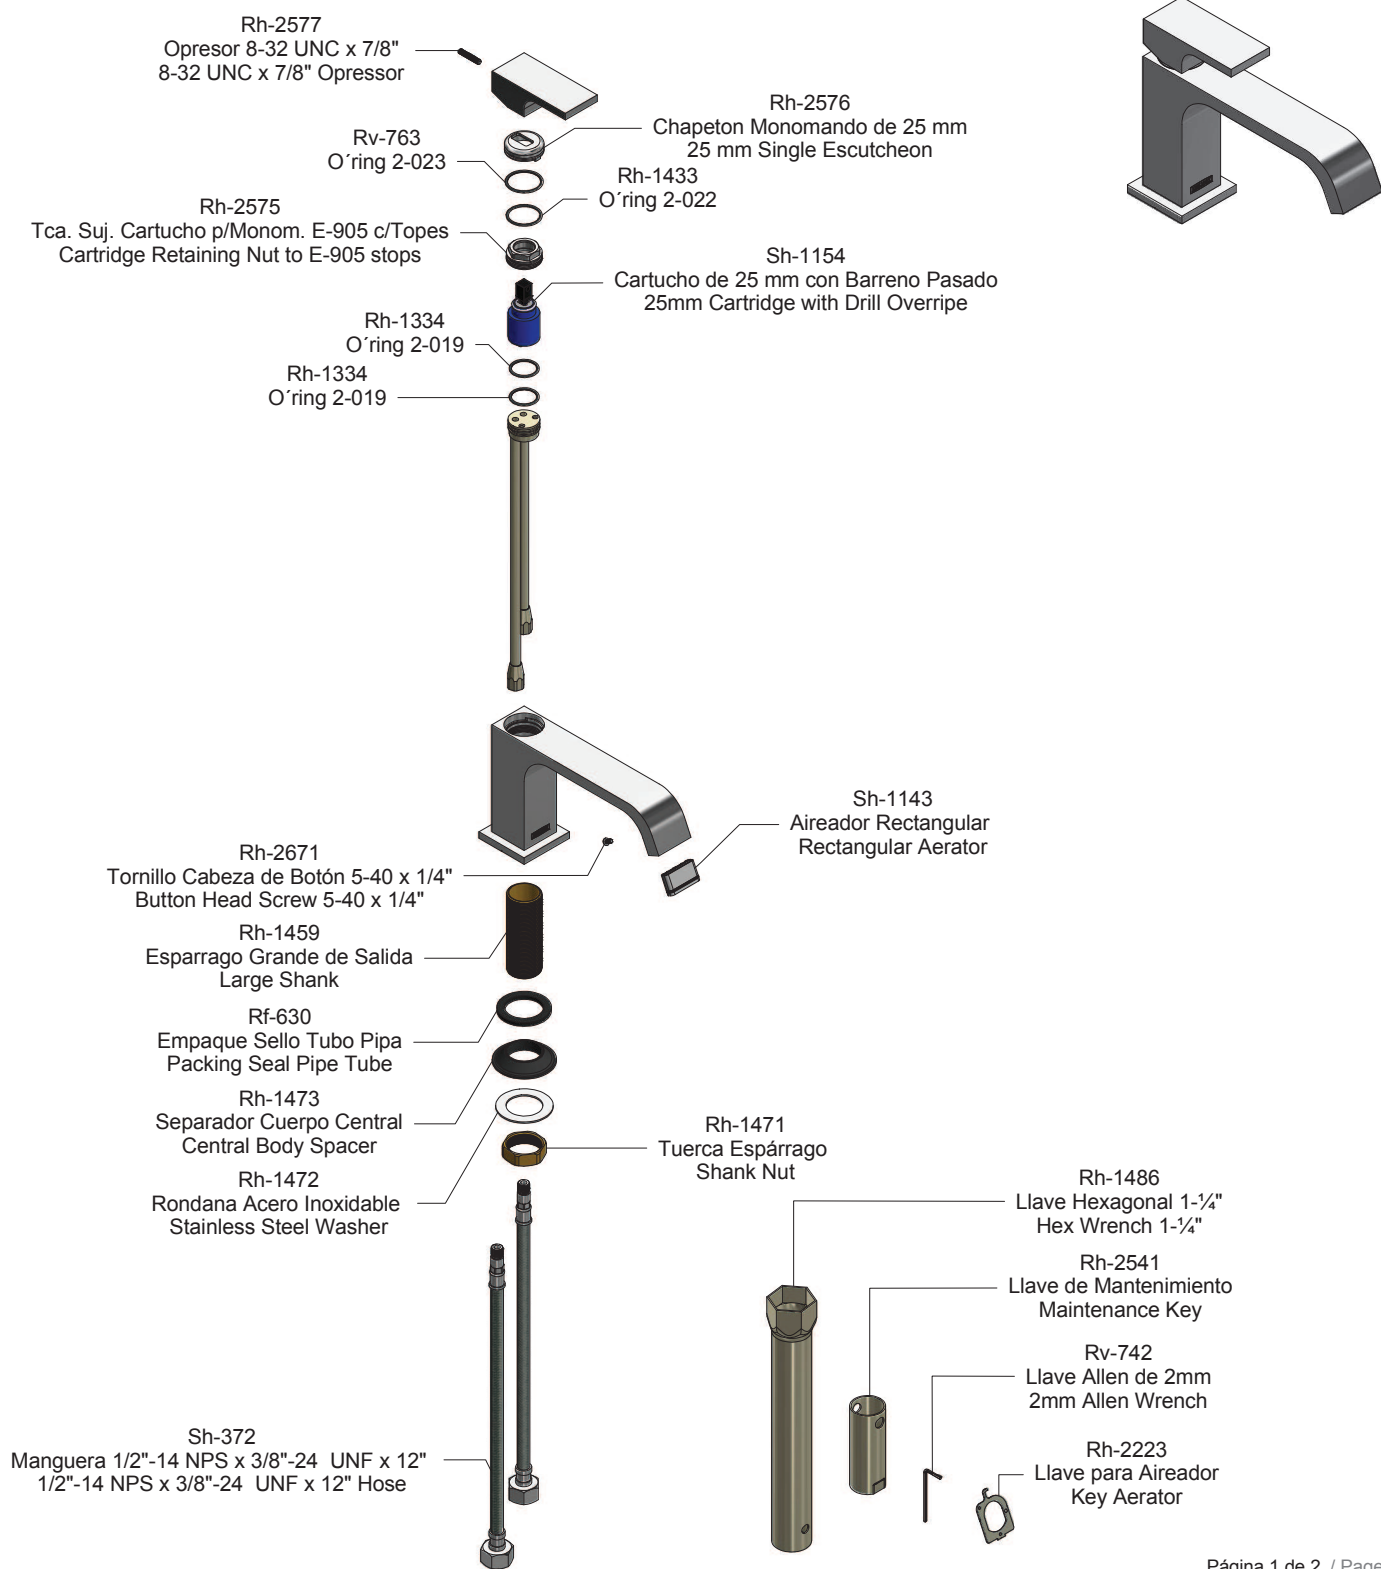 Rh-2577
Opresor 8-32 UNC x 7/8"
8-32 UNC x 7/8" Opressor
Rh-2576
Chapeton Monomando de 25 mm
25 mm Single Escutcheon
Rv-763
O´ring 2-023
Rh-1433
O´ring 2-022
Rh-2575
Tca. Suj. Cartucho p/Monom. E-905 c/Topes
Cartridge Retaining Nut to E-905 stops
Sh-1154
Cartucho de 25 mm con Barreno Pasado
25mm Cartridge with Drill Overripe
Rh-1334
O´ring 2-019
Rh-1334
O´ring 2-019
Sh-1143
Aireador Rectangular
Rectangular Aerator
Rh-2671
Tornillo Cabeza de Botón 5-40 x 1/4"
Button Head Screw 5-40 x 1/4"
Rh-1459
Esparrago Grande de Salida
Large Shank
Rf-630
Empaque Sello Tubo Pipa
Packing Seal Pipe Tube
Rh-1473
Separador Cuerpo Central
Central Body Spacer
Rh-1471
Tuerca Espárrago
Shank Nut
Rh-1472
Rondana Acero Inoxidable
Stainless Steel Washer
Rh-1486
Llave Hexagonal 1-¼"
Hex Wrench 1-¼"
Rh-2541
Llave de Mantenimiento
Maintenance Key
Rv-742
Llave Allen de 2mm
2mm Allen Wrench
Sh-372
Manguera 1/2"-14 NPS x 3/8"-24 UNF x 12"
1/2"-14 NPS x 3/8"-24 UNF x 12" Hose
Rh-2223
Llave para Aireador
Key Aerator
Página 1 de 2 / Page